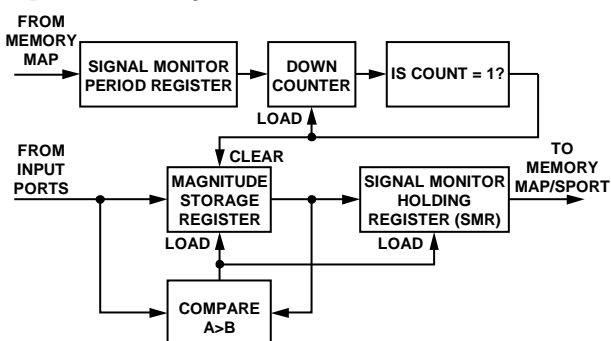 FROM
MEMORY
MAP
SIGNAL MONITOR
PERIOD REGISTER
DOWN
COUNTER
IS COUNT = 1?
LOAD
CLEAR
FROM
INPUT
PORTS
MAGNITUDE
STORAGE
REGISTER
LOAD
SIGNAL MONITOR
HOLDING
REGISTER (SMR)
LOAD
TO
MEMORY
MAP/SPORT
COMPARE
A>B